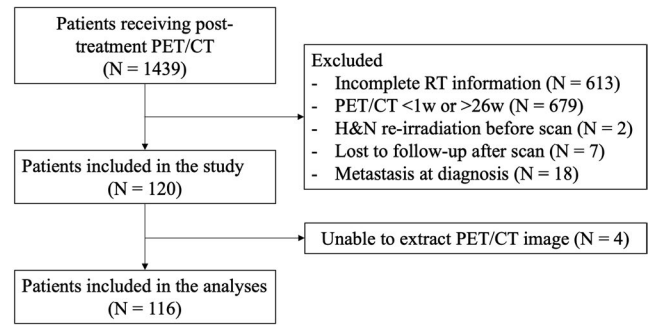 Patients receiving post-
treatment PET/CT
(N = 1439)
Excluded
- Incomplete RT information (N = 613)
- PET/CT <1w or >26w (N = 679)
- H&N re-irradiation before scan (N = 2)
- Lost to follow-up after scan (N = 7)
- Metastasis at diagnosis (N = 18)
Patients included in the study
(N = 120)
Unable to extract PET/CT image (N = 4)
Patients included in the analyses
(N = 116)